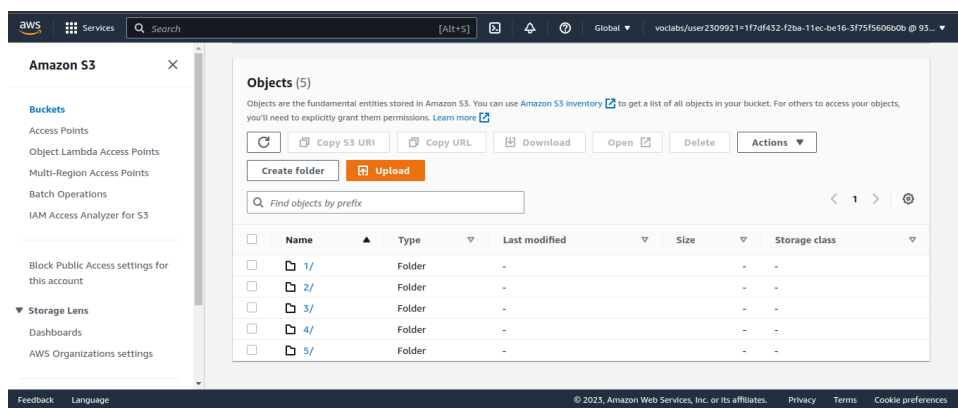 aws Services Search [Alt+S] Global ▼ voclabs/user2309921=1f7df432-f2ba-11ec-be16-3f75f5606b0b @ 93... ▼
Amazon S3
Buckets
Access Points
Object Lambda Access Points
Multi-Region Access Points
Batch Operations
IAM Access Analyzer for S3
Block Public Access settings for
this account
▼ Storage Lens
Dashboards
AWS Organizations settings
Objects (5)
Objects are the fundamental entities stored in Amazon S3. You can use Amazon S3 inventory to get a list of all objects in your bucket. For others to access your objects,
you'll need to explicitly grant them permissions. Learn more
Copy S3 URI Copy URL Download Open Delete Actions ▼
Create folder Upload
Find objects by prefix < 1 >
Name ▲ Type Last modified Size Storage class
1/ Folder - - -
2/ Folder - - -
3/ Folder - - -
4/ Folder - - -
5/ Folder - - -
Feedback Language © 2023, Amazon Web Services, Inc. or its affiliates. Privacy Terms Cookie preferences